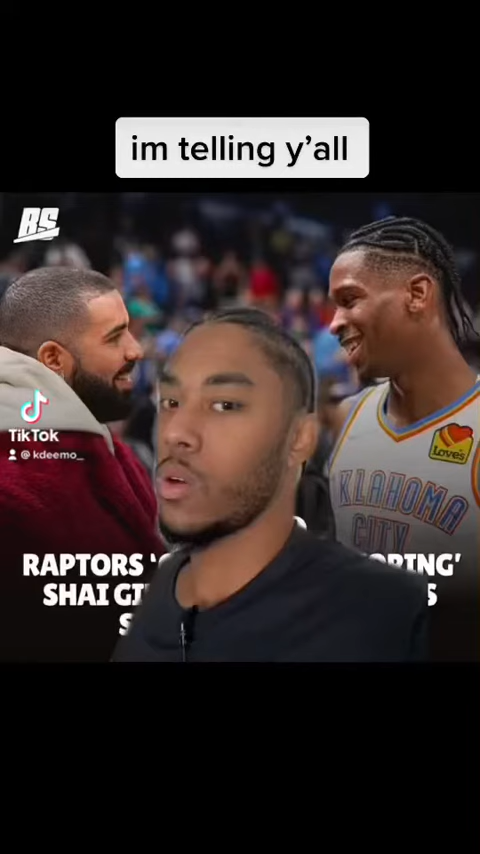 im telling y’all
BS
TikTok
@kdeemo_
Love's
OKLAHOMA
CITY
RAPTORS
SHAI